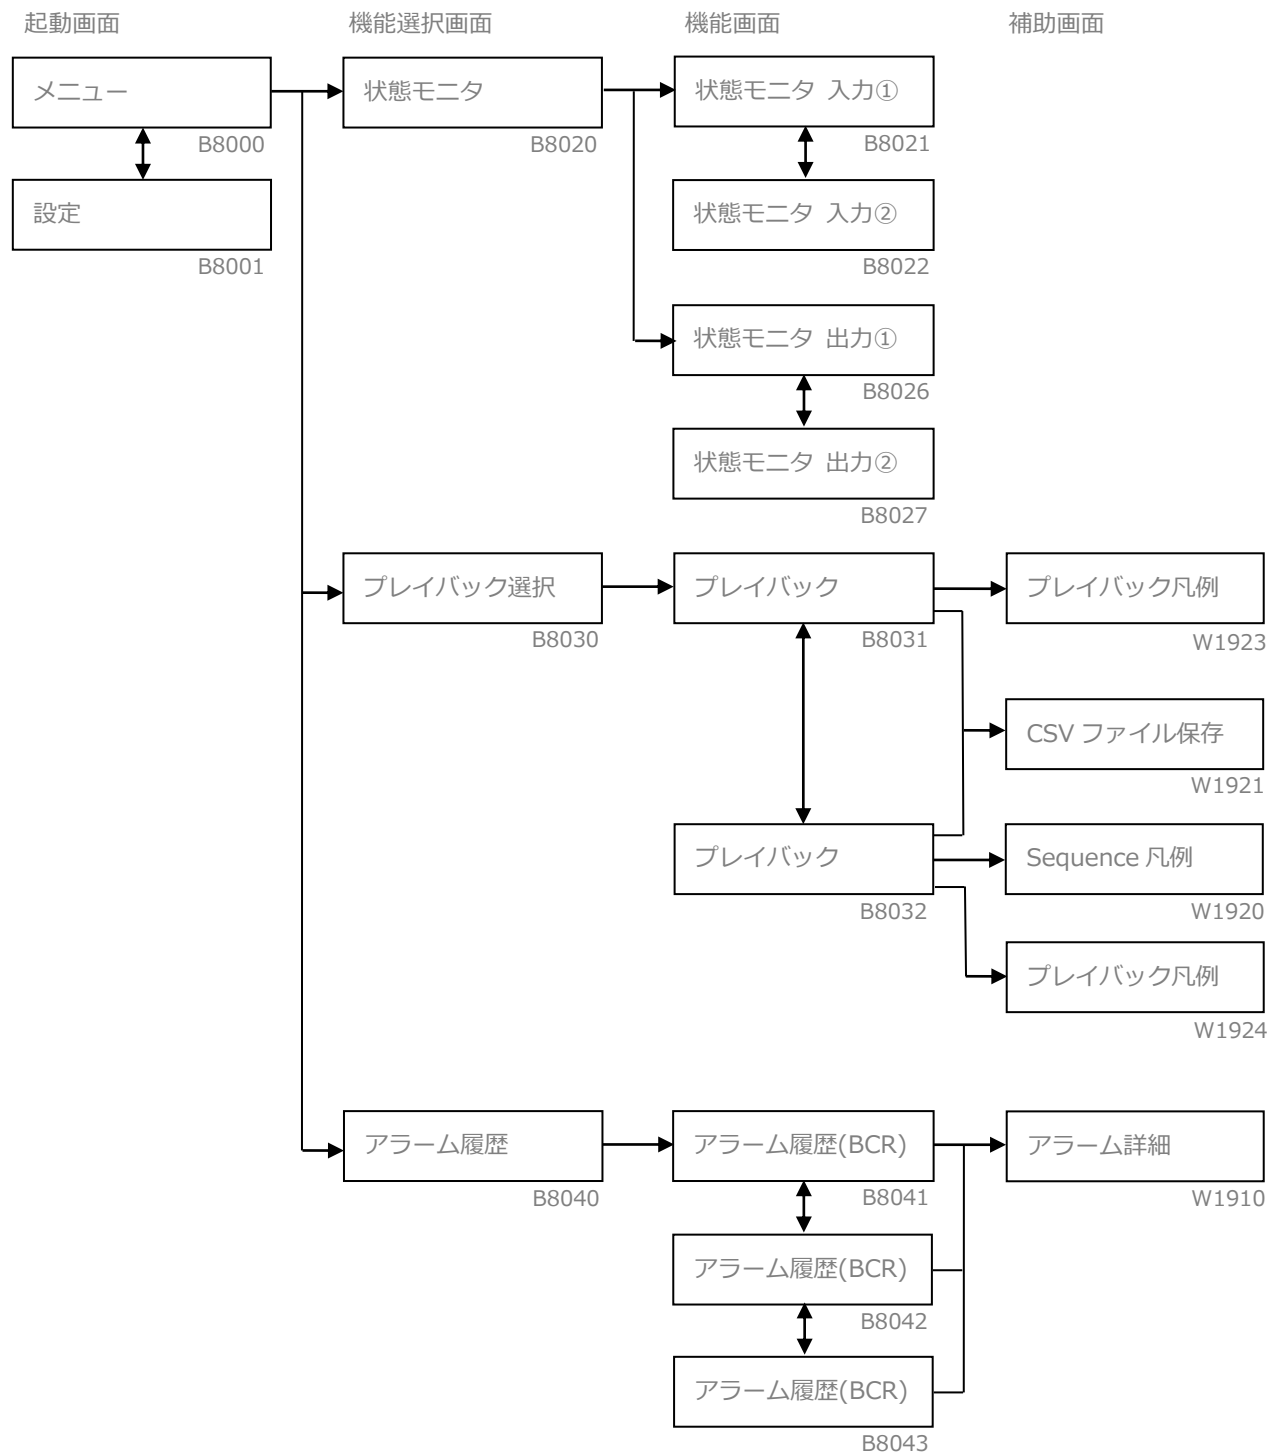 起動画面
機能選択画面
機能画面
補助画面
メニュー
B8000
設定
B8001
状態モニタ
B8020
状態モニタ 入力①
B8021
状態モニタ 入力②
B8022
状態モニタ 出力①
B8026
状態モニタ 出力②
B8027
プレイバック選択
B8030
プレイバック
B8031
プレイバック凡例
W1923
CSV ファイル保存
W1921
プレイバック
B8032
Sequence 凡例
W1920
プレイバック凡例
W1924
アラーム履歴
B8040
アラーム履歴(BCR)
B8041
アラーム詳細
W1910
アラーム履歴(BCR)
B8042
アラーム履歴(BCR)
B8043